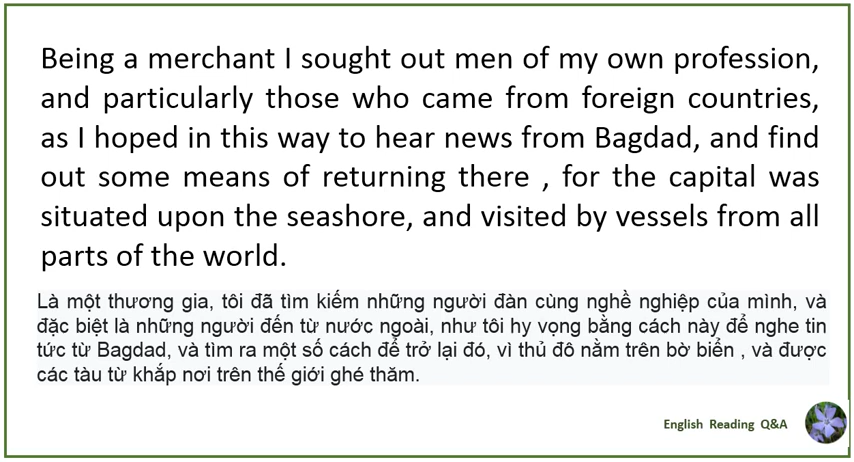 Being a merchant I sought out men of my own profession,
and particularly those who came from foreign countries,
as I hoped in this way to hear news from Bagdad, and find
out some means of returning there , for the capital was
situated upon the seashore, and visited by vessels from all
parts of the world.
Là một thương gia, tôi đã tìm kiếm những người đàn cùng nghề nghiệp của mình, và
đặc biệt là những người đến từ nước ngoài, như tôi hy vọng bằng cách này để nghe tin
tức từ Bagdad, và tìm ra một số cách để trở lại đó, vì thủ đô nằm trên bờ biển , và được
các tàu từ khắp nơi trên thế giới ghé thăm.
English Reading Q&A